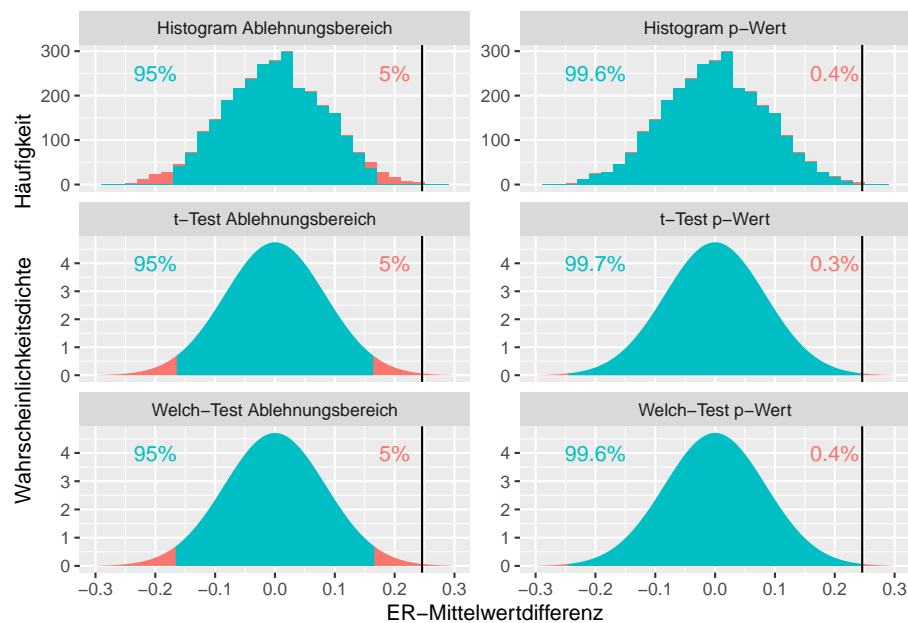 Histogram Ablehnungsbereich
Histogram p−Wert
Häufigkeit
300
200
100
0
95%
5%
99.6%
0.4%
t−Test Ablehnungsbereich
t−Test p−Wert
Wahrscheinlichkeitsdichte
4
3
2
1
0
95%
5%
99.7%
0.3%
Welch−Test Ablehnungsbereich
Welch−Test p−Wert
4
3
2
1
0
95%
5%
99.6%
0.4%
−0.3 −0.2 −0.1 0.0 0.1 0.2 0.3
−0.3 −0.2 −0.1 0.0 0.1 0.2 0.3
ER−Mittelwertdifferenz